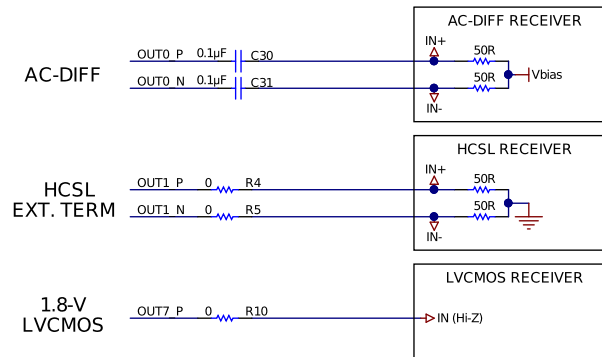 AC-DIFF RECEIVER
OUT0_P 0.1µF C30 IN+ 50R
AC-DIFF
OUT0_N 0.1µF C31 50R Vbias
IN-
HCSL RECEIVER
IN+
HCSL OUT1_P 0 R4 50R
EXT. TERM OUT1_N 0 R5 50R
IN-
LVCMOS RECEIVER
1.8-V
LVCMOS OUT7_P 0 R10 IN (Hi-Z)